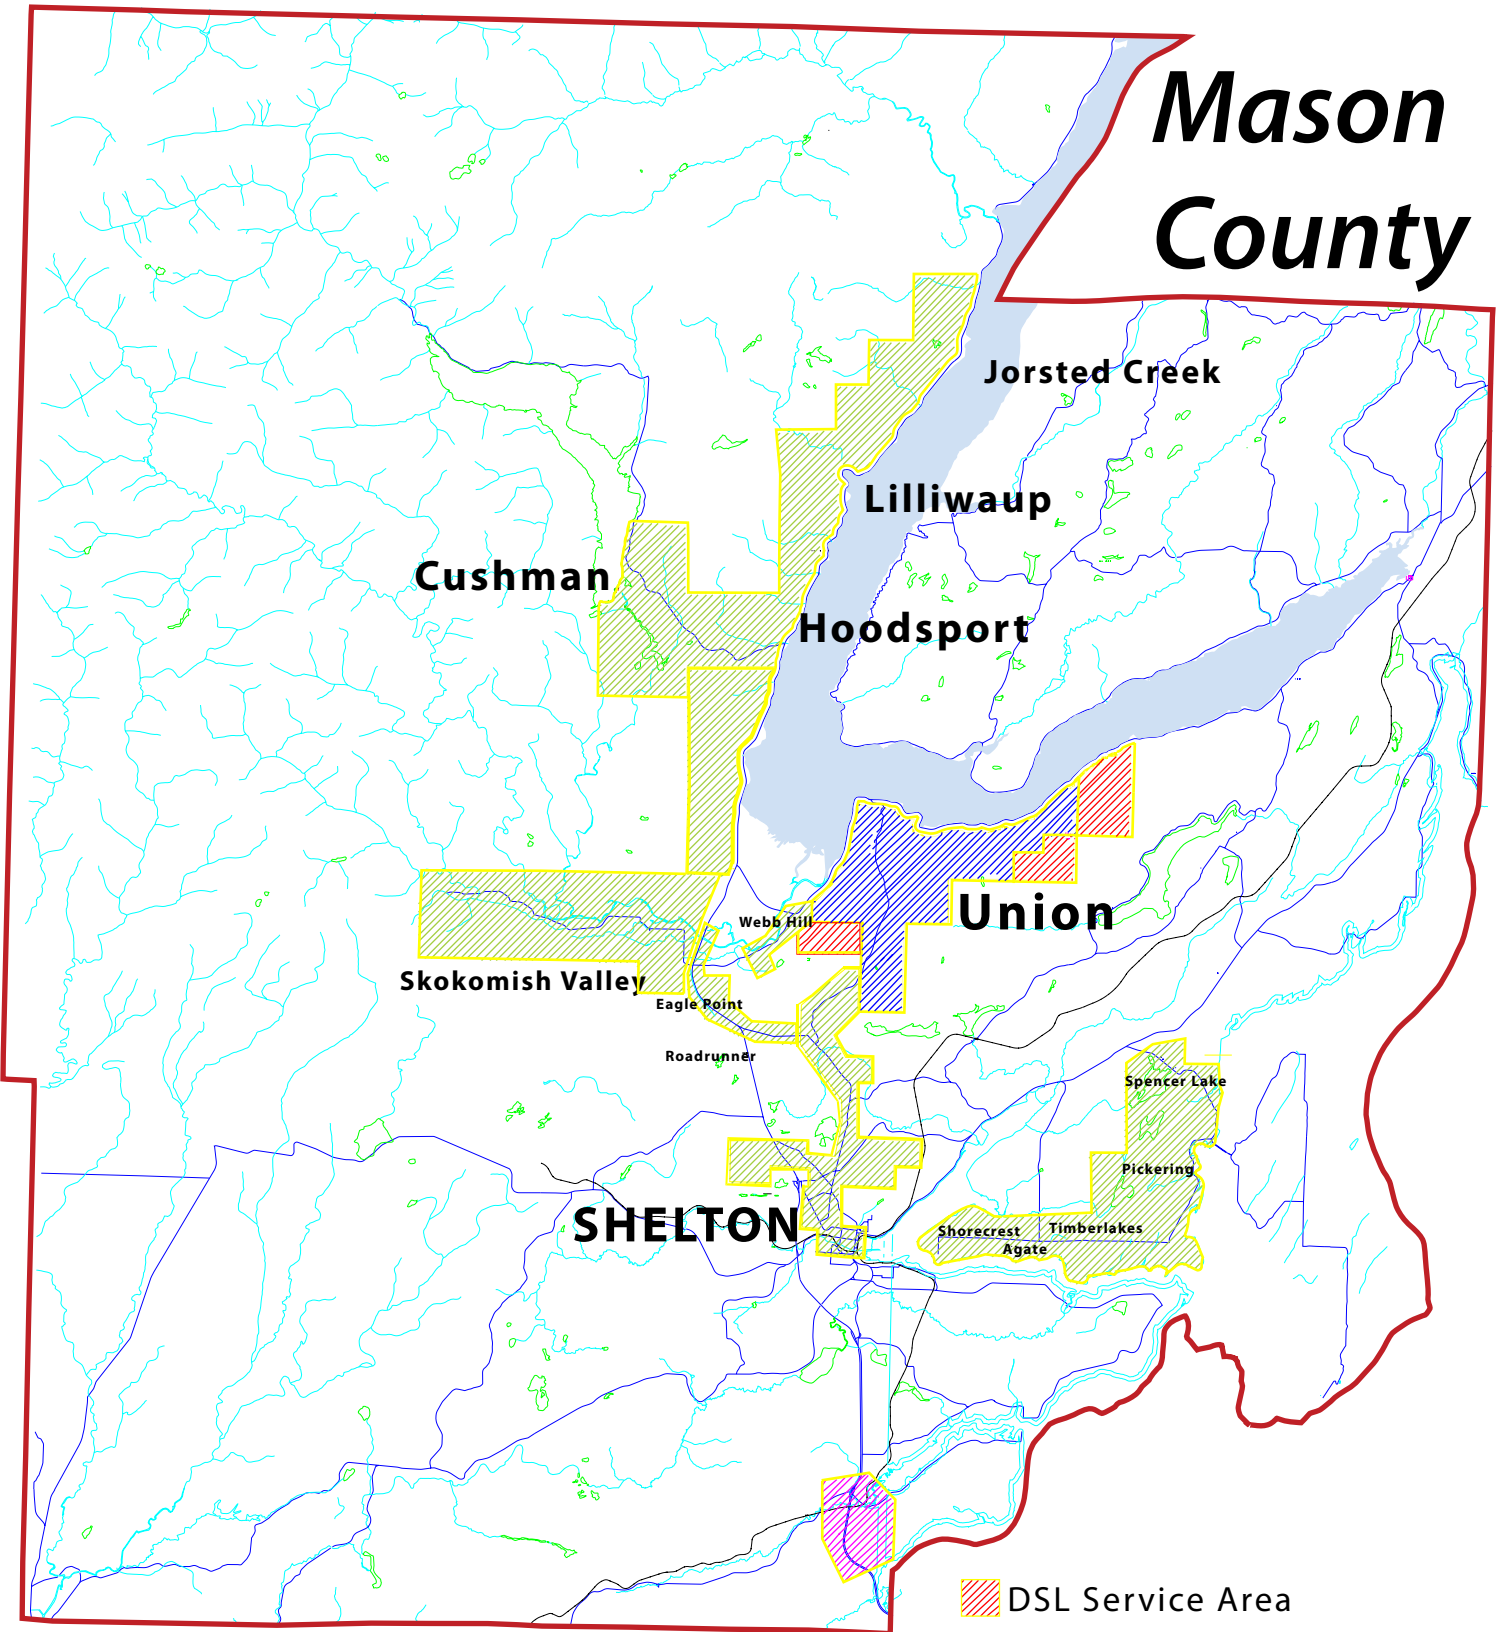 Mason
County
Jorsted Creek
Lilliwaup
Cushman
Hoodsport
Union
Webb Hill
Skokomish Valley
Eagle Point
Roadrunner
Spencer Lake
Pickering
SHELTON
Shorecrest
Timberlakes
Agate
DSL Service Area